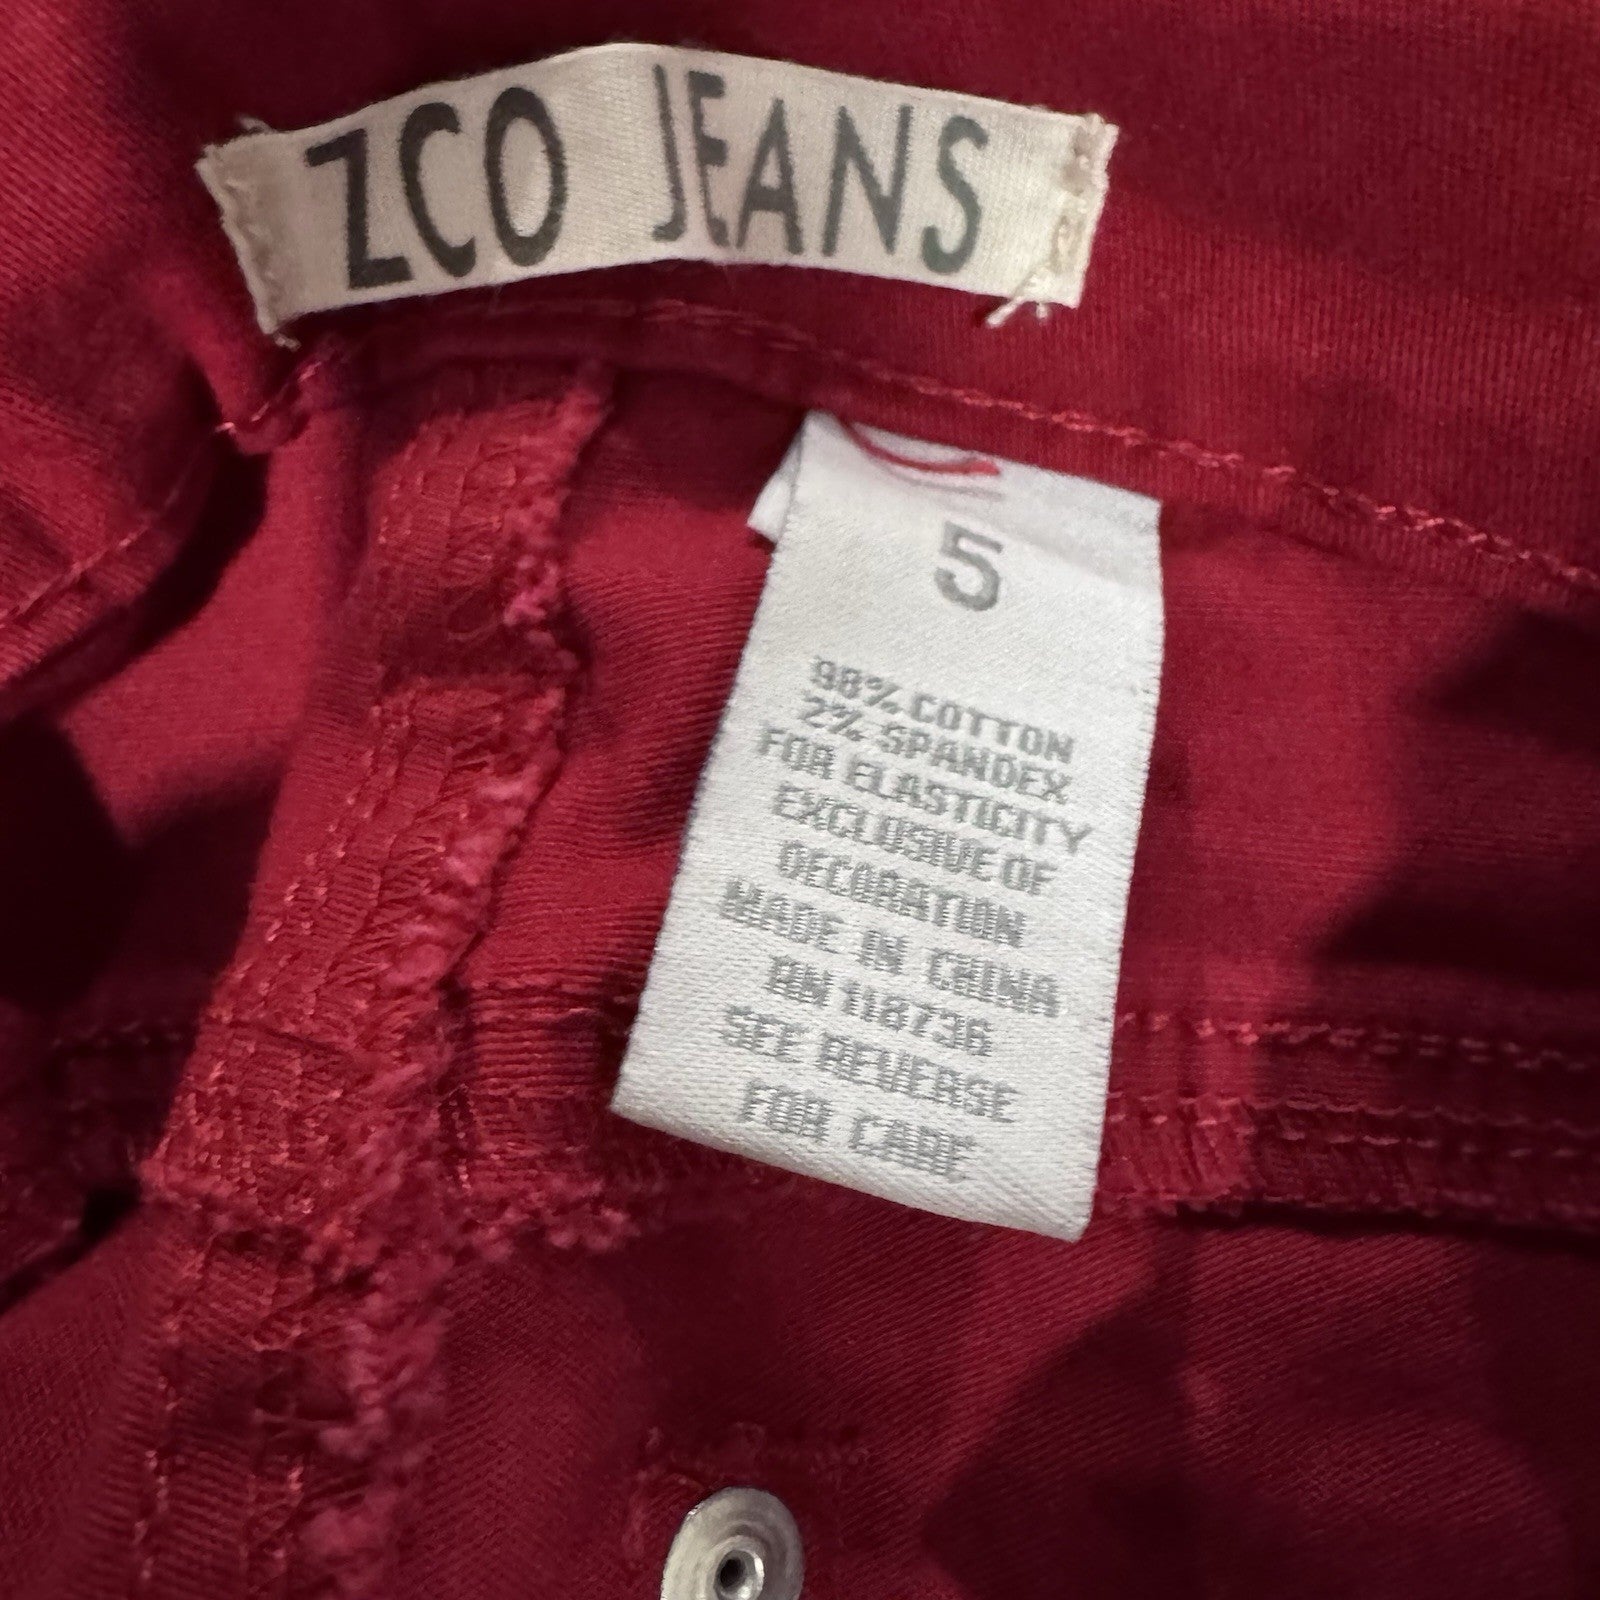 ZCO JEANS
5
98% COTTON
2% SPANDEX
FOR ELASTICITY
EXCLUSIVE OF
DECORATION
MADE IN CHINA
RN 118736
SEE REVERSE
FOR CARE